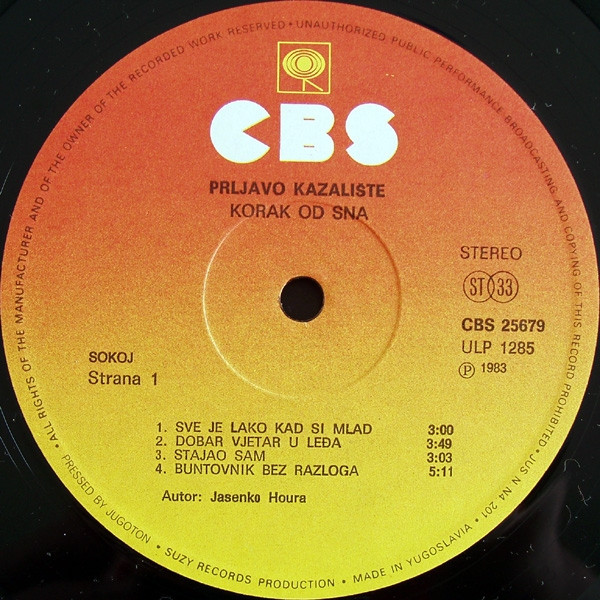 • ALL RIGHTS OF THE MANUFACTURER AND OF THE OWNER OF THE RECORDED WORK RESERVED • UNAUTHORIZED PUBLIC PERFORMANCE BROADCASTING AND COPYING OF THIS RECORD PROHIBITED • JUS N N4 201 •
CBS
PRLJAVO KAZALIŠTE
KORAK OD SNA
STEREO
ST 33
CBS 25679
ULP 1285
Ⓟ 1983
SOKOJ
Strana 1
1. SVE JE LAKO KAD SI MLAD 3:00
2. DOBAR VJETAR U LEĐA 3:49
3. STAJAO SAM 3:03
4. BUNTOVNIK BEZ RAZLOGA 5:11
Autor: Jasenko Houra
PRESSED BY JUGOTON • SUZY RECORDS PRODUCTION • MADE IN YUGOSLAVIA •